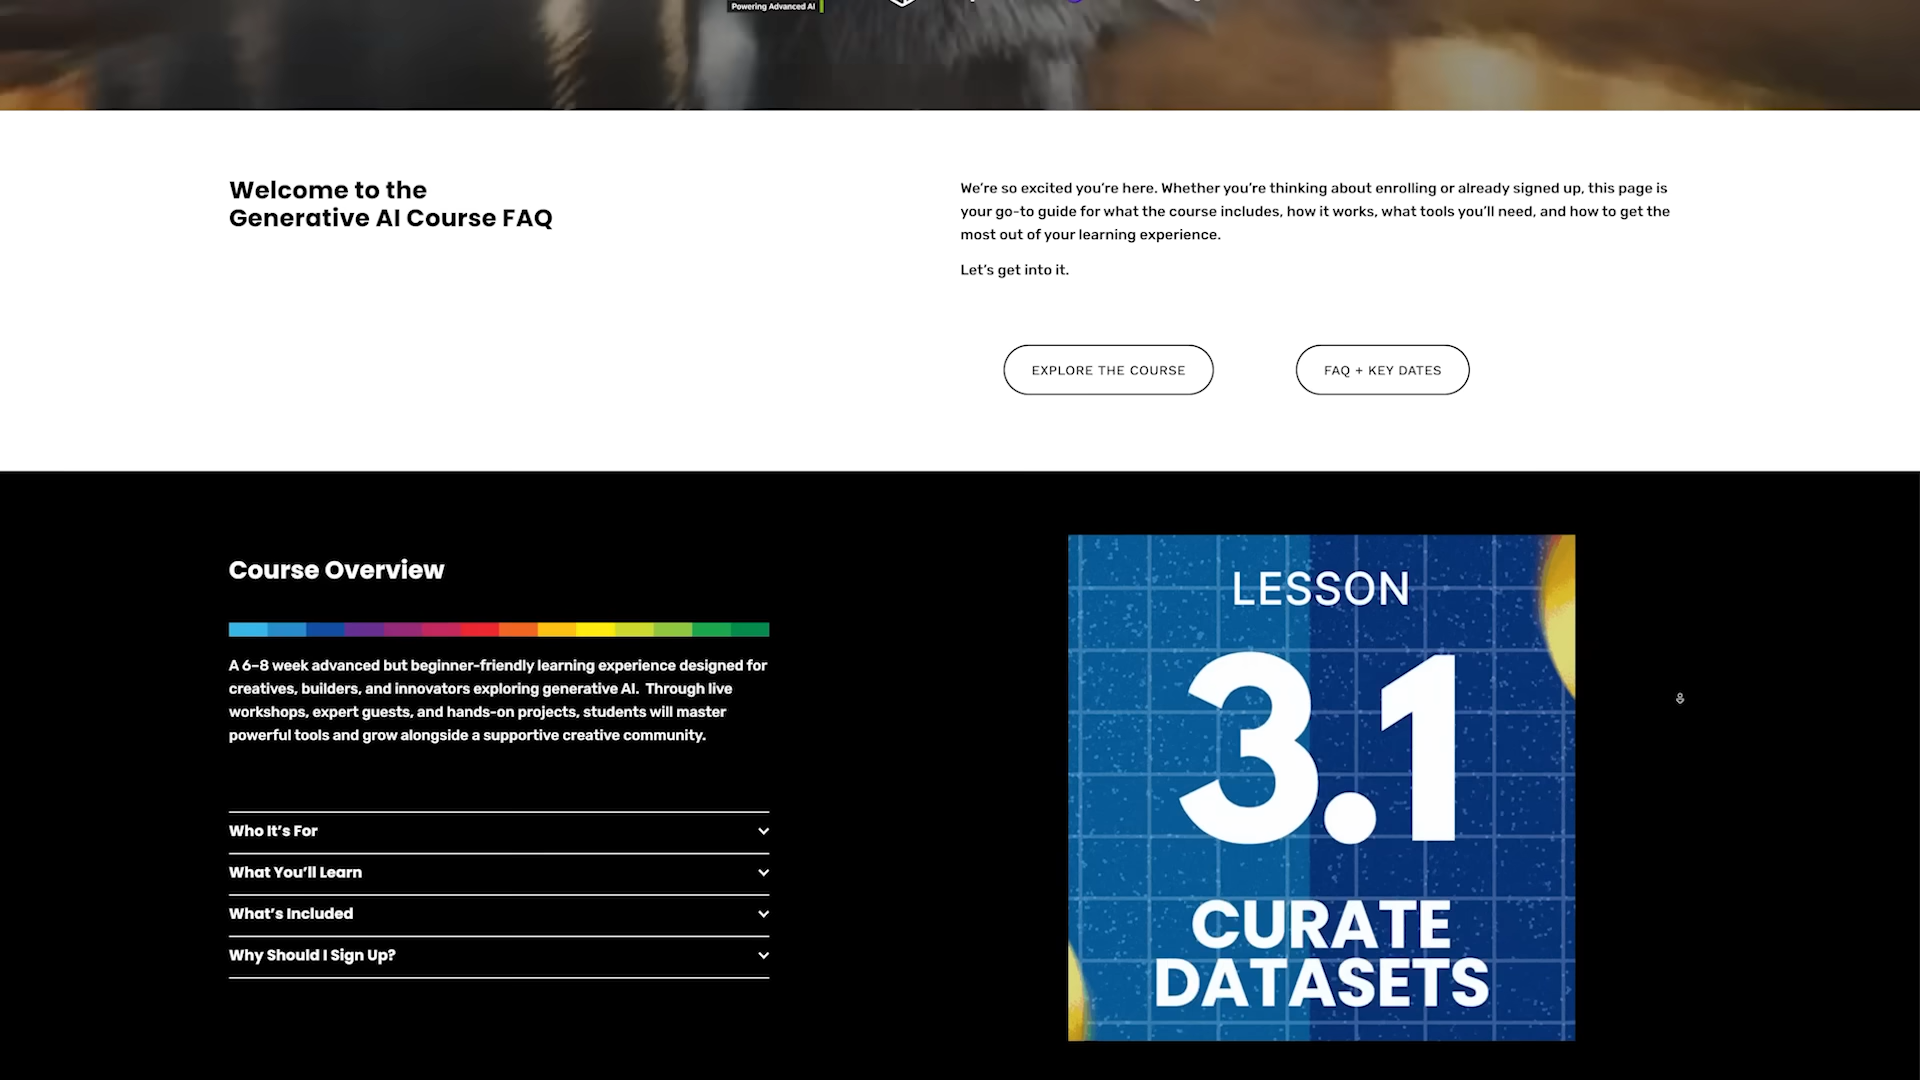 Powering Advanced AI
Welcome to the
Generative AI Course FAQ
We're so excited you're here. Whether you're thinking about enrolling or already signed up, this page is
your go-to guide for what the course includes, how it works, what tools you'll need, and how to get the
most out of your learning experience.
Let's get into it.
EXPLORE THE COURSE
FAQ + KEY DATES
Course Overview
A 6–8 week advanced but beginner-friendly learning experience designed for
creatives, builders, and innovators exploring generative AI.  Through live
workshops, expert guests, and hands-on projects, students will master
powerful tools and grow alongside a supportive creative community.
Who It's For
What You'll Learn
What's Included
Why Should I Sign Up?
LESSON
3.1
CURATE
DATASETS